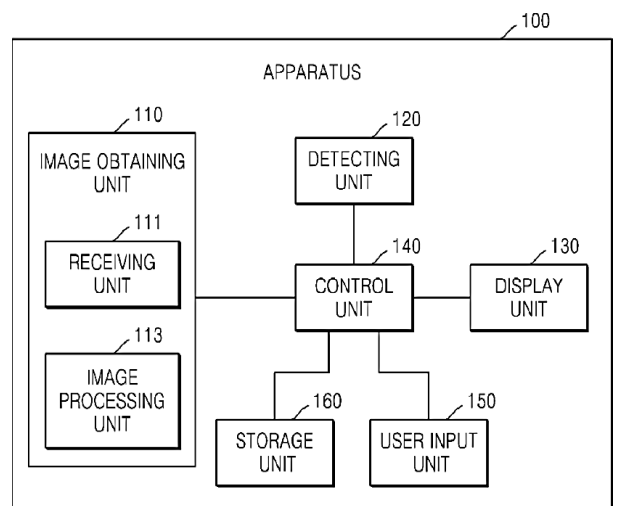 100
APPARATUS
110
IMAGE OBTAINING
UNIT
111
RECEIVING
UNIT
113
IMAGE
PROCESSING
UNIT
120
DETECTING
UNIT
140
CONTROL
UNIT
130
DISPLAY
UNIT
160
STORAGE
UNIT
150
USER INPUT
UNIT